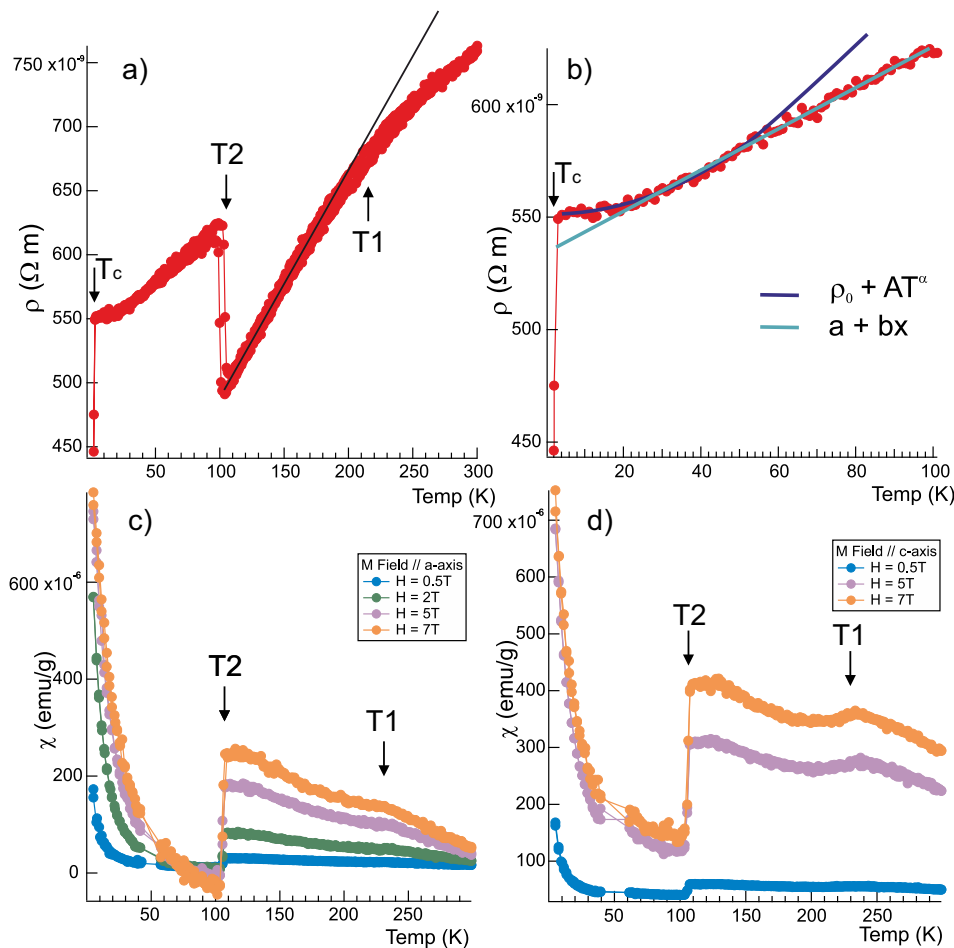 a)
750 x10⁻⁹
700
650
600
550
500
450
ρ (Ω m)
Tc
T2
T1
50
100
150
200
250
300
Temp (K)
b)
600 x10⁻⁹
550
500
450
ρ (Ω m)
Tc
ρ₀ + ATᵅ
a + bx
20
40
60
80
100
Temp (K)
c)
600 x10⁻⁶
400
200
0
χ (emu/g)
M Field // a-axis
H = 0.5T
H = 2T
H = 5T
H = 7T
T2
T1
50
100
150
200
250
Temp (K)
d)
700 x10⁻⁶
600
500
400
300
200
100
χ (emu/g)
M Field // c-axis
H = 0.5T
H = 5T
H = 7T
T2
T1
50
100
150
200
250
Temp (K)